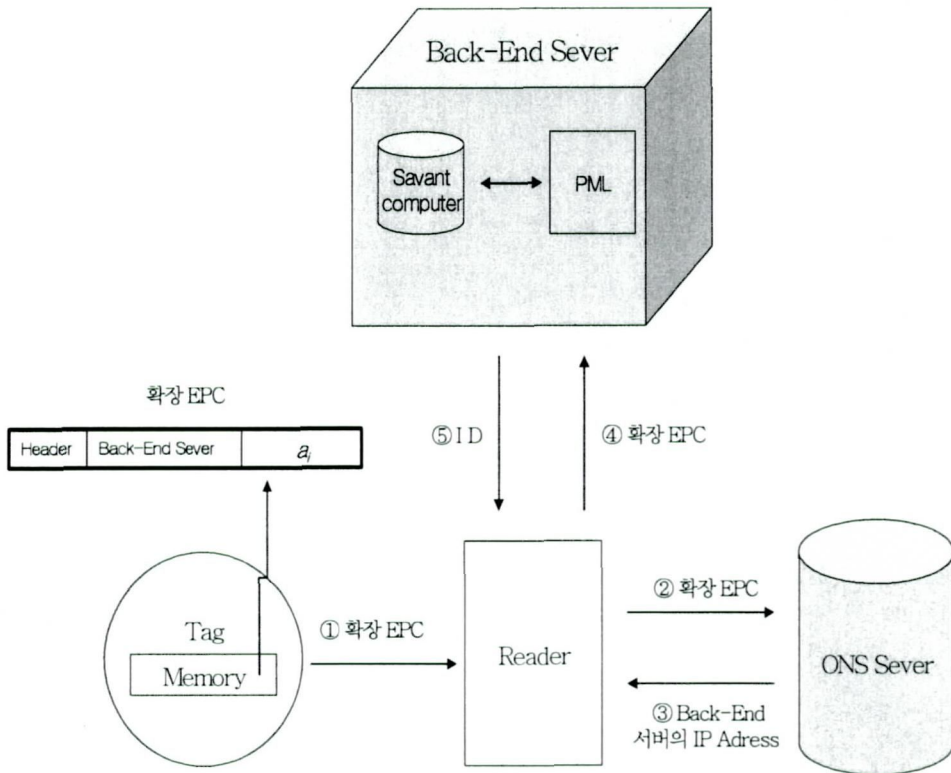 Back-End Sever
Savant
computer
PML
확장 EPC
Header
Back-End Sever
a_i
⑤ I D
④ 확장 EPC
Tag
Memory
① 확장 EPC
Reader
② 확장 EPC
③ Back-End
서버의 IP Adress
ONS Sever